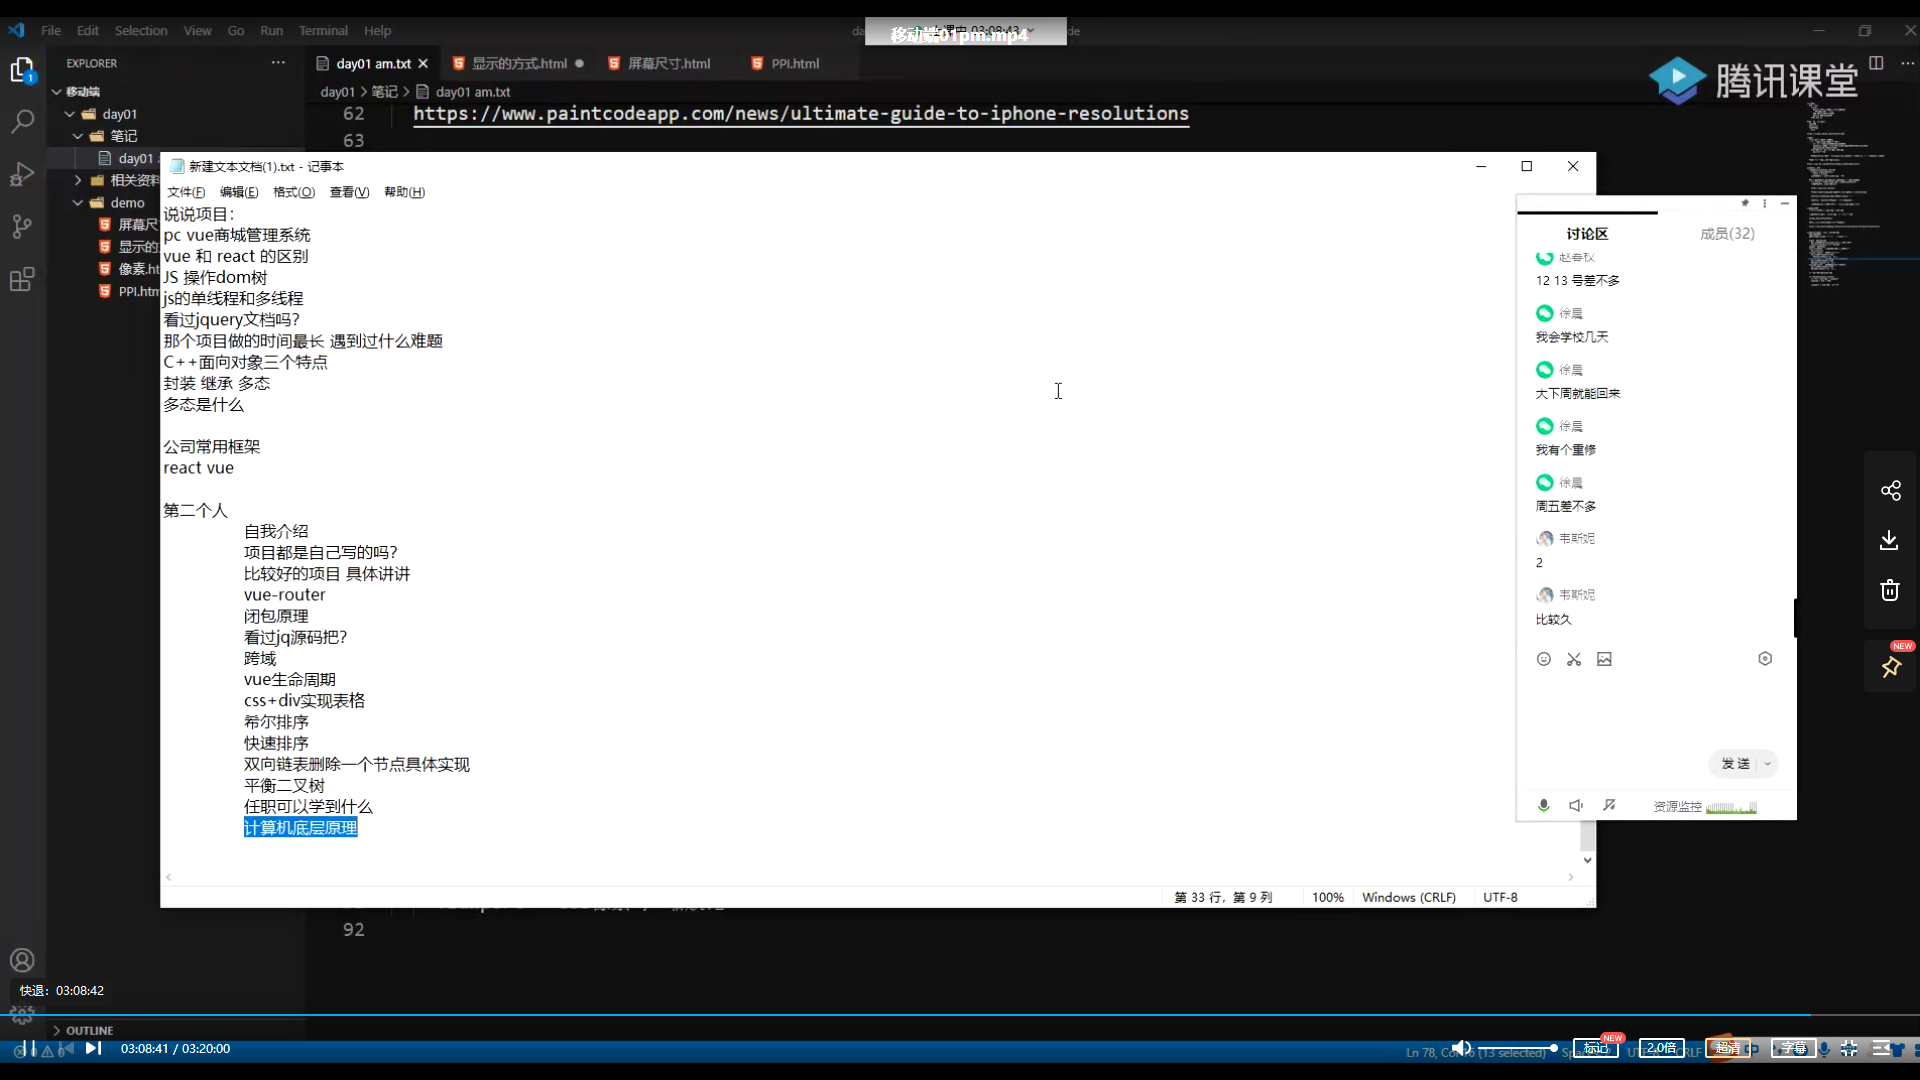 File Edit Selection View Go Run Terminal Help
移动端01pm.mp4
EXPLORER
day01 am.txt
显示的方式.html
屏幕尺寸.html
PPI.html
腾讯课堂
移动端
day01 > 笔记 > day01 am.txt
day01
笔记
day01
相关资料
demo
屏幕尺
显示的
像素.ht
PPI.htm
62 https://www.paintcodeapp.com/news/ultimate-guide-to-iphone-resolutions
63
新建文本文档(1).txt - 记事本
文件(F) 编辑(E) 格式(O) 查看(V) 帮助(H)
说说项目：
pc vue商城管理系统
vue 和 react 的区别
JS 操作dom树
js的单线程和多线程
看过jquery文档吗?
那个项目做的时间最长 遇到过什么难题
C++面向对象三个特点
封装 继承 多态
多态是什么
公司常用框架
react vue
第二个人
自我介绍
项目都是自己写的吗?
比较好的项目 具体讲讲
vue-router
闭包原理
看过jq源码把?
跨域
vue生命周期
css+div实现表格
希尔排序
快速排序
双向链表删除一个节点具体实现
平衡二叉树
任职可以学到什么
计算机底层原理
第 33 行，第 9 列 100% Windows (CRLF) UTF-8
92
讨论区 成员(32)
12 13 号差不多
徐晨
我会学校几天
徐晨
大下周就能回来
徐晨
我有个重修
徐晨
周五差不多
韦斯妮
2
韦斯妮
比较久
发送
资源监控
NEW
快退：03:08:42
OUTLINE
03:08:41 / 03:20:00
标记 NEW
2.0倍
超清
字幕